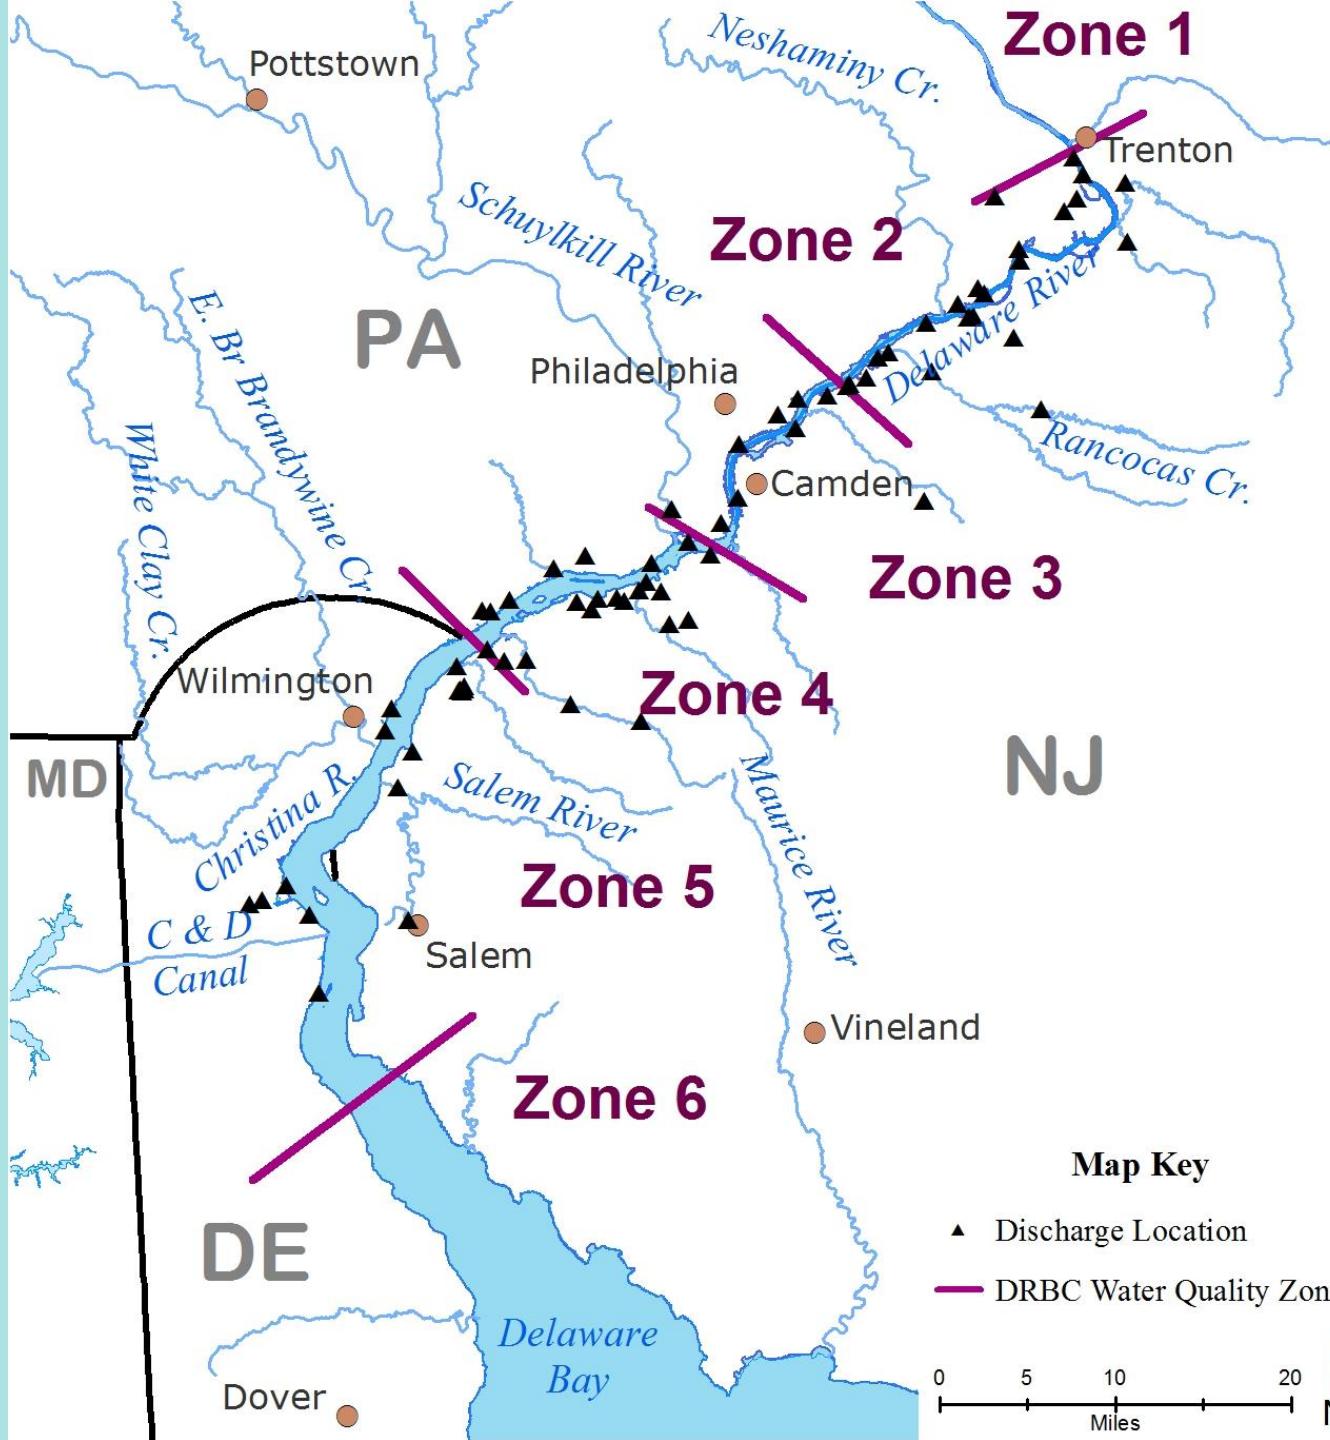 Zone 1
Neshaminy Cr.
Pottstown
Trenton
Schuylkill River
Zone 2
Delaware River
PA
E. Br Brandywine Cr
Philadelphia
White Clay Cr.
Rancocas Cr.
Camden
Zone 3
Wilmington
Zone 4
MD
NJ
Salem River
Maurice River
Christina R.
Zone 5
C & D
Canal
Salem
Vineland
Zone 6
Map Key
Discharge Location
DRBC Water Quality Zon
DE
Delaware
Bay
Dover
0 5 10 20
Miles